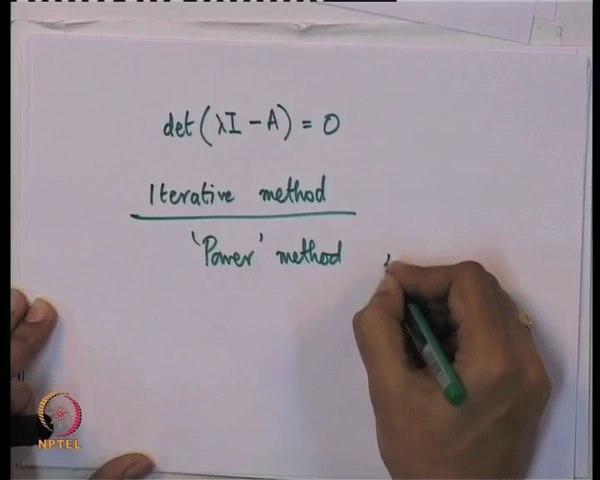 det(λI - A) = 0
Iterative method
'Power' method
NPTEL